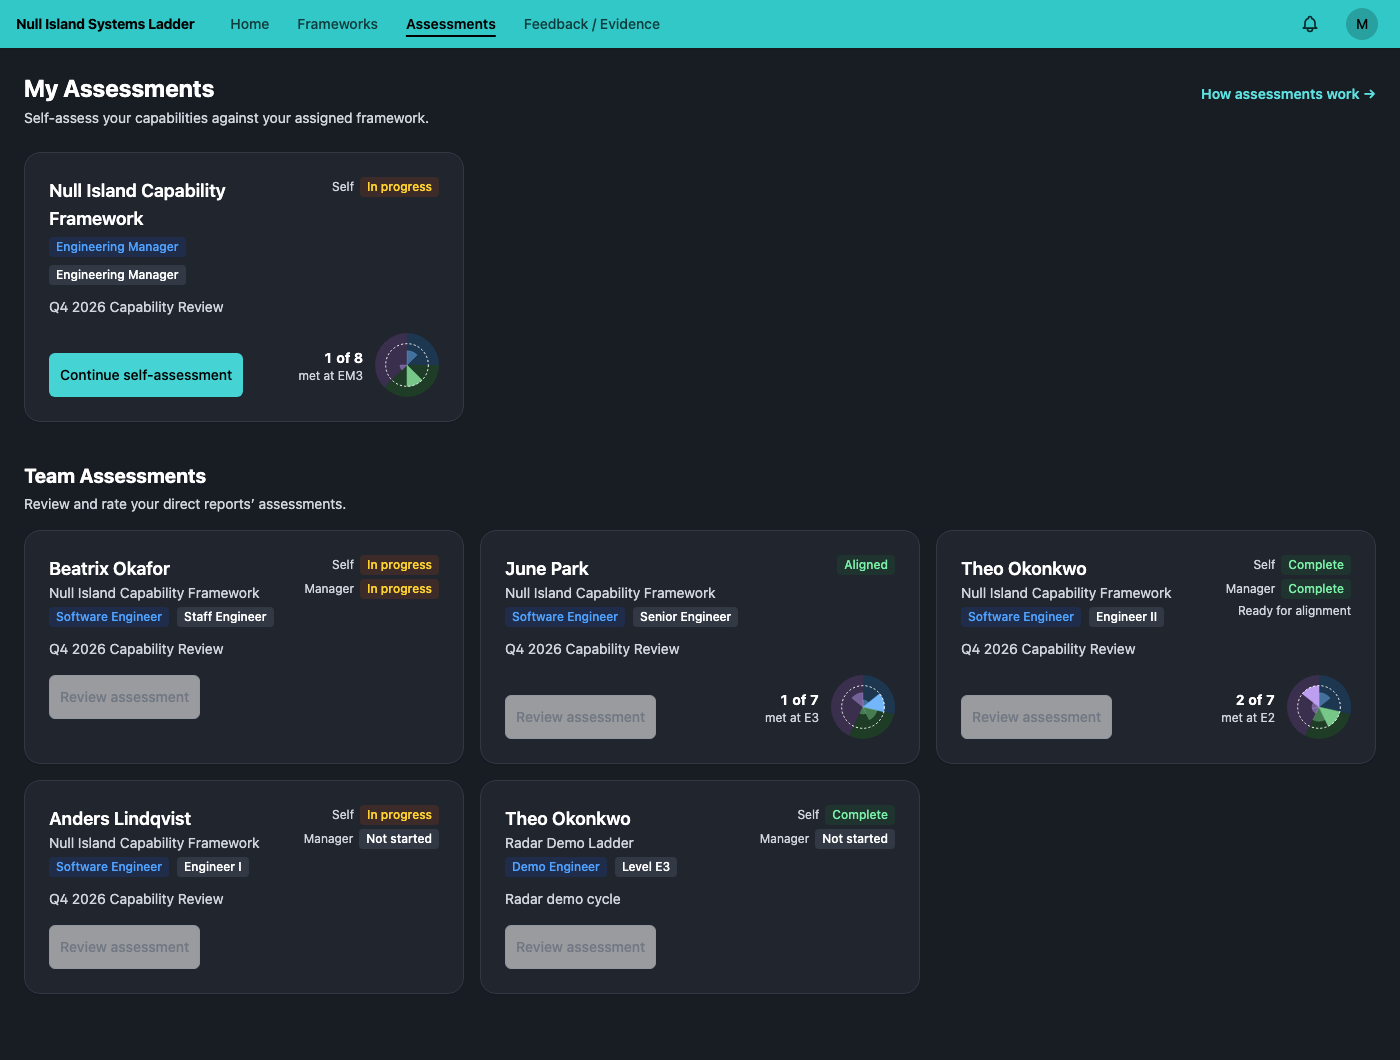 Null Island Systems Ladder
Home
Frameworks
Assessments
Feedback / Evidence
M
My Assessments
How assessments work →
Self-assess your capabilities against your assigned framework.
Null Island Capability
Framework
Self In progress
Engineering Manager
Engineering Manager
Q4 2026 Capability Review
Continue self-assessment
1 of 8
met at EM3
Team Assessments
Review and rate your direct reports’ assessments.
Beatrix Okafor
Self In progress
Null Island Capability Framework
Manager In progress
Software Engineer Staff Engineer
Q4 2026 Capability Review
Review assessment
June Park
Aligned
Null Island Capability Framework
Software Engineer Senior Engineer
Q4 2026 Capability Review
Review assessment
1 of 7
met at E3
Theo Okonkwo
Self Complete
Null Island Capability Framework
Manager Complete
Ready for alignment
Software Engineer Engineer II
Q4 2026 Capability Review
Review assessment
2 of 7
met at E2
Anders Lindqvist
Self In progress
Null Island Capability Framework
Manager Not started
Software Engineer Engineer I
Q4 2026 Capability Review
Review assessment
Theo Okonkwo
Self Complete
Radar Demo Ladder
Manager Not started
Demo Engineer Level E3
Radar demo cycle
Review assessment